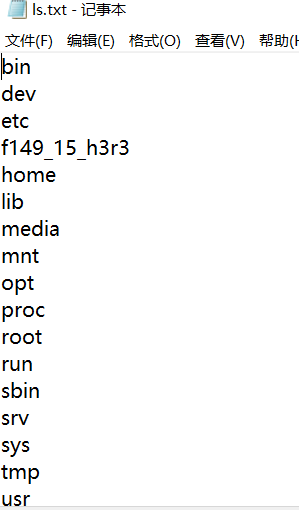 ls.txt - 记事本
文件(F) 编辑(E) 格式(O) 查看(V) 帮助(H
bin
dev
etc
f149_15_h3r3
home
lib
media
mnt
opt
proc
root
run
sbin
srv
sys
tmp
usr